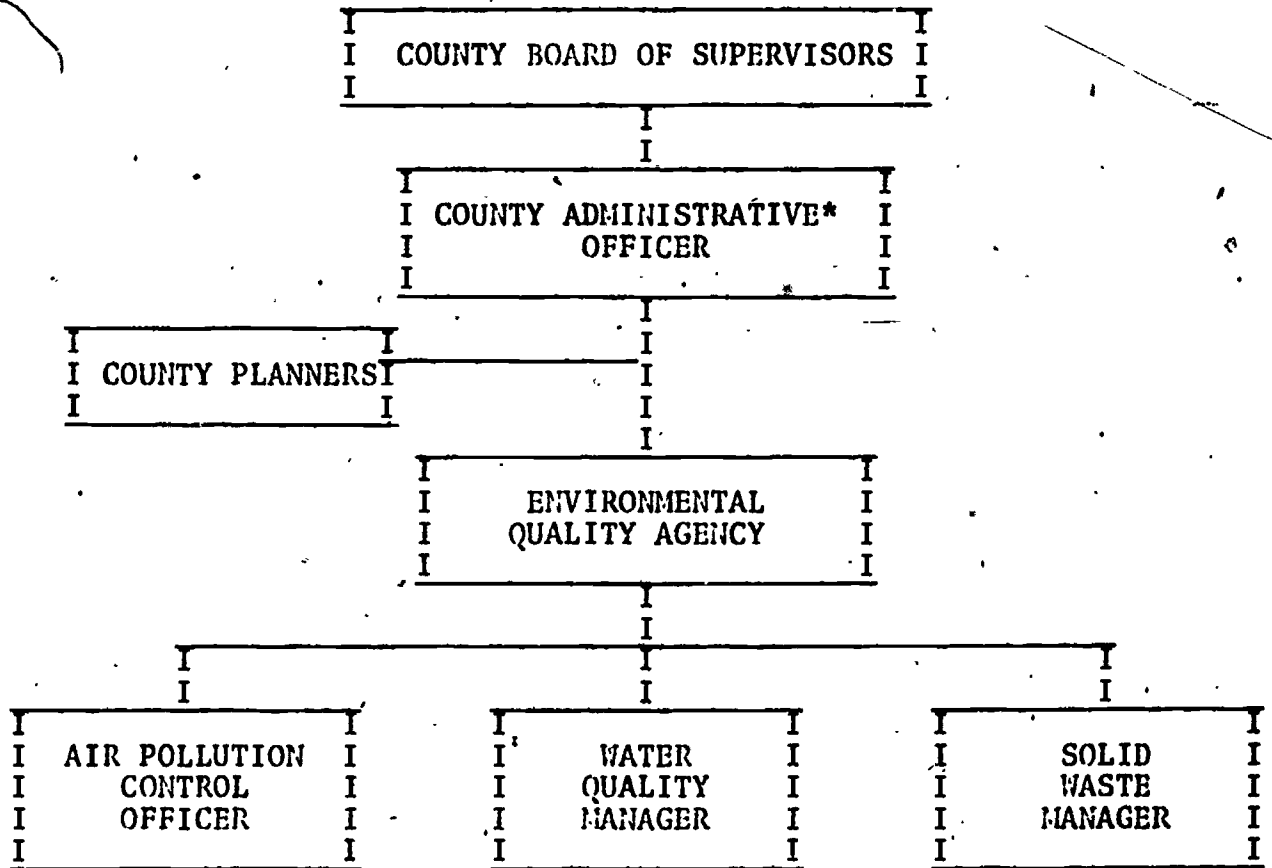 COUNTY BOARD OF SUPERVISORS
COUNTY ADMINISTRATIVE*
OFFICER
COUNTY PLANNERS
ENVIRONMENTAL
QUALITY AGENCY
AIR POLLUTION
CONTROL
OFFICER
WATER
QUALITY
MANAGER
SOLID
WASTE
MANAGER